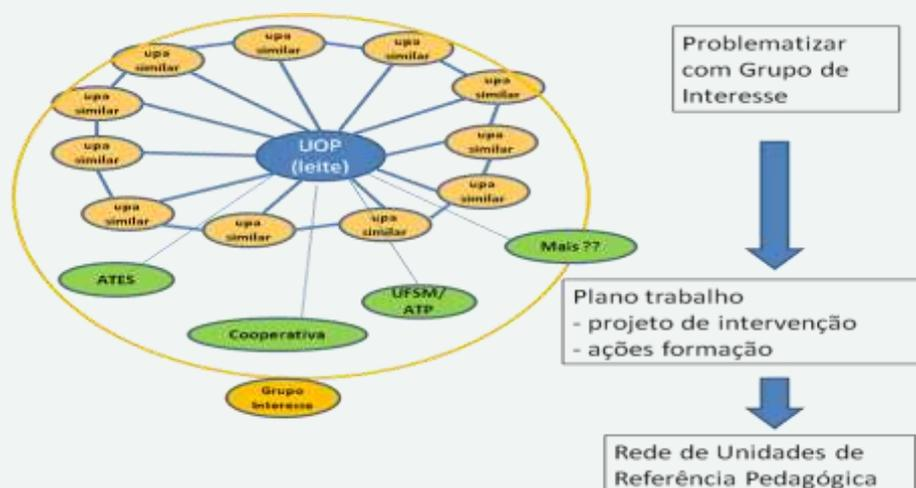 upa
similar
upa
similar
upa
similar
upa
similar
upa
similar
upa
similar
upa
similar
upa
similar
upa
similar
upa
similar
upa
similar
UOP
(leite)
ATES
Cooperativa
UFSM/
ATP
Mais ??
Grupo
Interesse
Problematizar
com Grupo de
Interesse
Plano trabalho
- projeto de intervenção
- ações formação
Rede de Unidades de
Referência Pedagógica